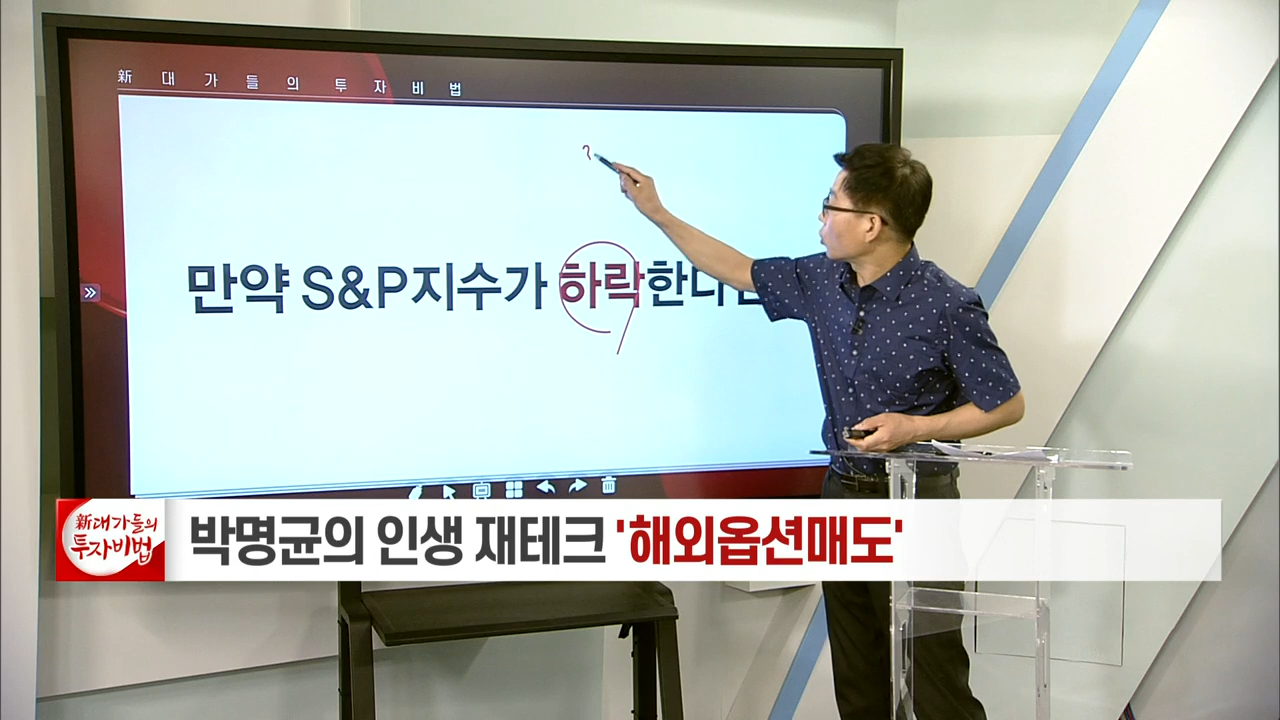 新 대가들의 투자비법
만약 S&P지수가 하락한다면
?
新 대가들의
투자비법
박명균의 인생 재테크 '해외옵션매도'